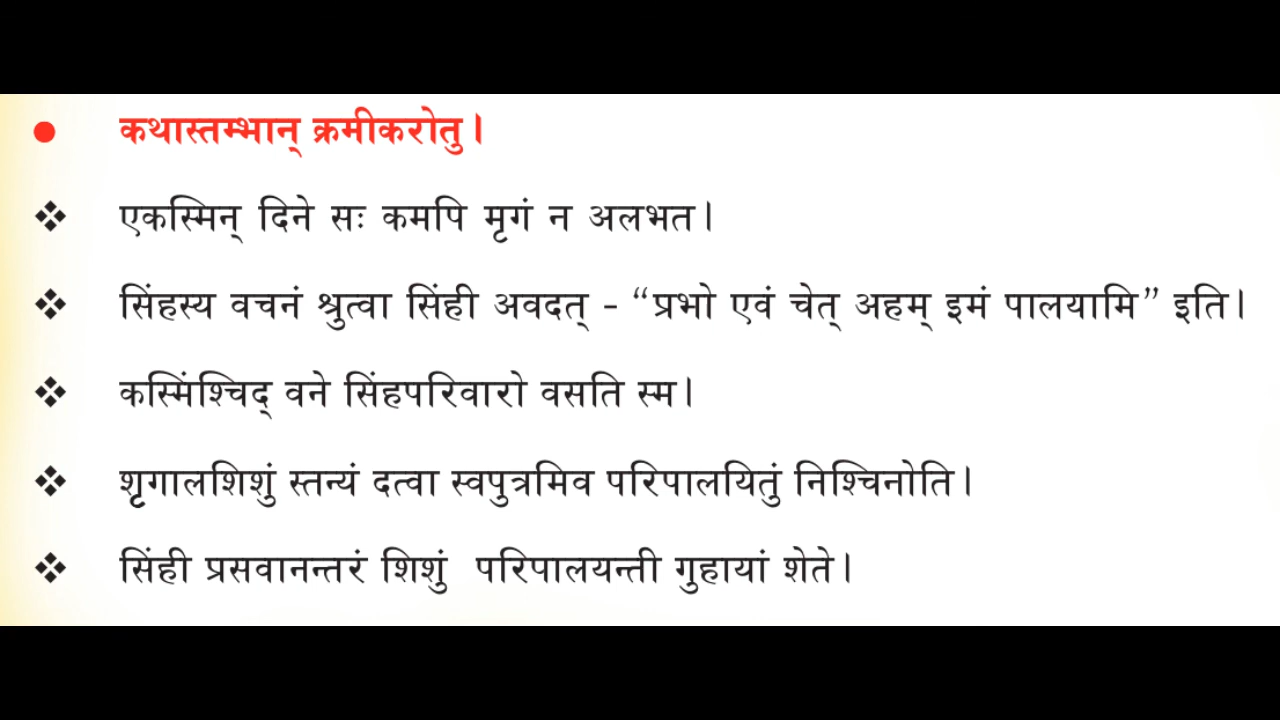 ● कथास्तम्भान् क्रमीकरोतु।
❖ एकस्मिन् दिने सः कमपि मृगं न अलभत।
❖ सिंहस्य वचनं श्रुत्वा सिंही अवदत् - “प्रभो एवं चेत् अहम् इमं पालयामि” इति।
❖ कस्मिंश्चिद् वने सिंहपरिवारो वसति स्म।
❖ शृगालशिशुं स्तन्यं दत्वा स्वपुत्रमिव परिपालयितुं निश्चिनोति।
❖ सिंही प्रसवानन्तरं शिशुं परिपालयन्ती गुहायां शेते।